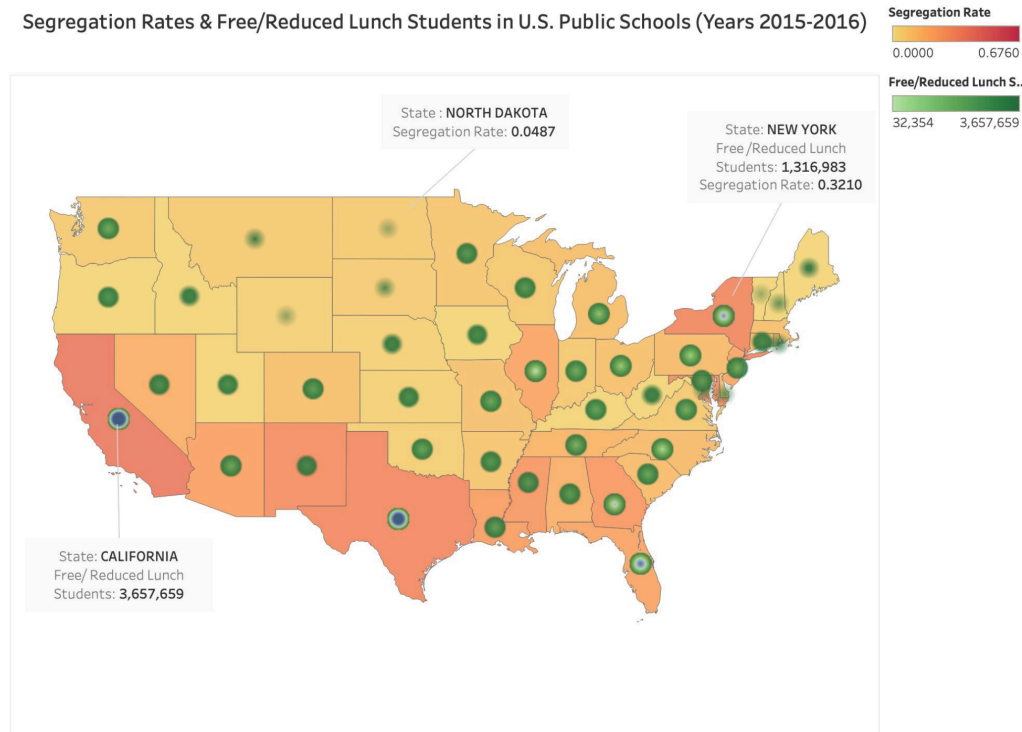 Segregation Rates & Free/Reduced Lunch Students in U.S. Public Schools (Years 2015-2016)
Segregation Rate
0.0000 0.6760
Free/Reduced Lunch S..
32,354 3,657,659
State : NORTH DAKOTA
Segregation Rate: 0.0487
State: NEW YORK
Free /Reduced Lunch
Students: 1,316,983
Segregation Rate: 0.3210
State: CALIFORNIA
Free/ Reduced Lunch
Students: 3,657,659